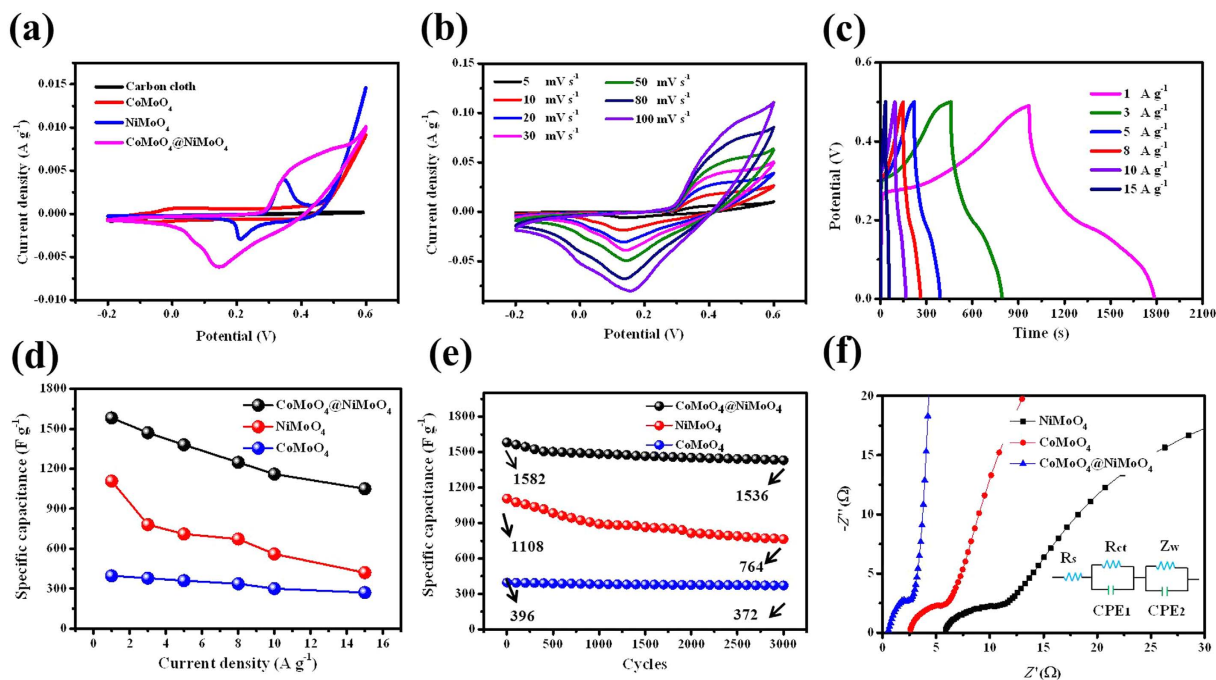 (a)
Current density (A g⁻¹)
0.015
0.010
0.005
0.000
-0.005
-0.010
Carbon cloth
CoMoO₄
NiMoO₄
CoMoO₄@NiMoO₄
-0.2 0.0 0.2 0.4 0.6
Potential (V)
(b)
Current density (A g⁻¹)
0.15
0.10
0.05
0.00
-0.05
5 mV s⁻¹
10 mV s⁻¹
20 mV s⁻¹
30 mV s⁻¹
50 mV s⁻¹
80 mV s⁻¹
100 mV s⁻¹
-0.2 0.0 0.2 0.4 0.6
Potential (V)
(c)
Potential (V)
0.6
0.4
0.2
0.0
1 A g⁻¹
3 A g⁻¹
5 A g⁻¹
8 A g⁻¹
10 A g⁻¹
15 A g⁻¹
0 300 600 900 1200 1500 1800 2100
Time (s)
(d)
Specific capacitance (F g⁻¹)
1800
1500
1200
900
600
300
0
CoMoO₄@NiMoO₄
NiMoO₄
CoMoO₄
0 2 4 6 8 10 12 14 16
Current density (A g⁻¹)
(e)
Specific capacitance (F g⁻¹)
1800
1500
1200
900
600
300
0
CoMoO₄@NiMoO₄
NiMoO₄
CoMoO₄
1582
1536
1108
764
396
372
0 500 1000 1500 2000 2500 3000
Cycles
(f)
-Z''(Ω)
20
15
10
5
0
NiMoO₄
CoMoO₄
CoMoO₄@NiMoO₄
Rs
Rct
Zw
CPE1
CPE2
0 5 10 15 20 25 30
Z'(Ω)